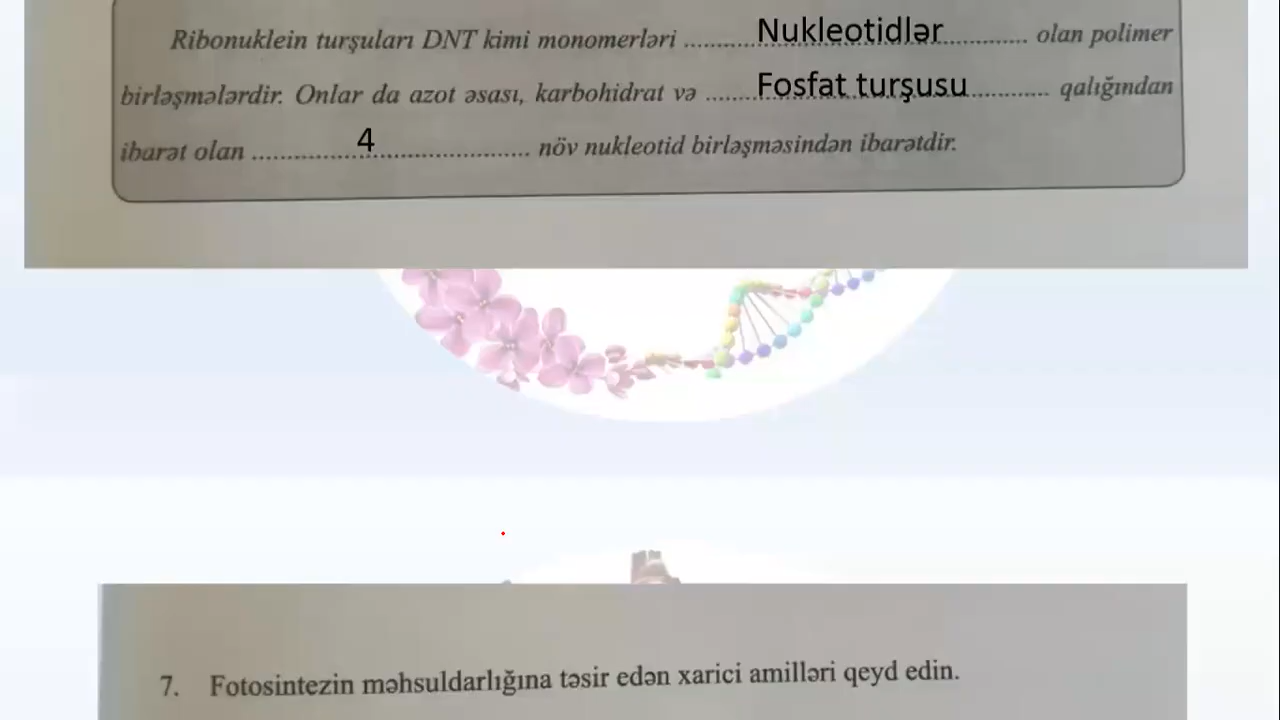 Ribonuklein turşuları DNT kimi monomerləri ........... Nukleotidlər ............ olan polimer
birləşmələrdir. Onlar da azot əsası, karbohidrat və ....... Fosfat turşusu ........... qalığından
ibarət olan ............... 4 ...................... növ nukleotid birləşməsindən ibarətdir.
7. Fotosintezin məhsuldarlığına təsir edən xarici amilləri qeyd edin.